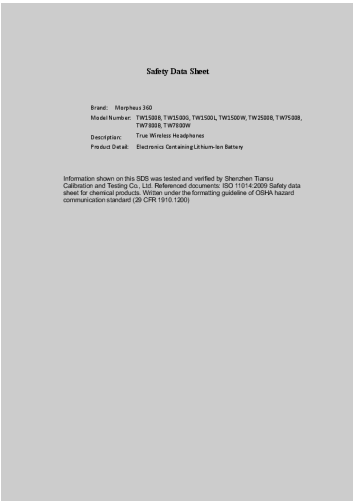 Safety Data Sheet
Brand: Morpheus 360
Model Number: TW1500B, TW1500G, TW1500L, TW1500W, TW2500B, TW7500B,
TW7800B, TW7800W
Description: True Wireless Headphones
Product Detail: Electronics Containing Lithium-Ion Battery
Information shown on this SDS was tested and verified by Shenzhen Tiansu
Calibration and Testing Co., Ltd. Referenced documents: ISO 11014:2009 Safety data
sheet for chemical products. Written under the formatting guideline of OSHA hazard
communication standard (29 CFR 1910.1200)